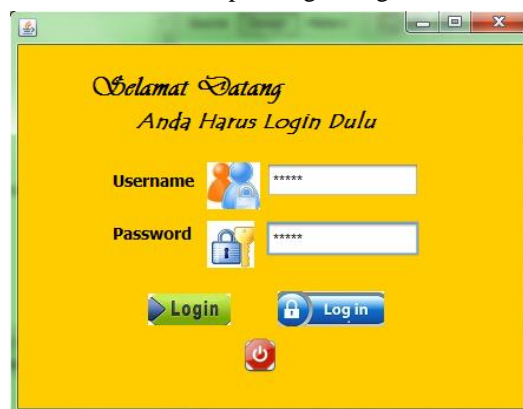 Selamat Datang
Anda Harus Login Dulu
Username *****
Password *****
Login
Log in